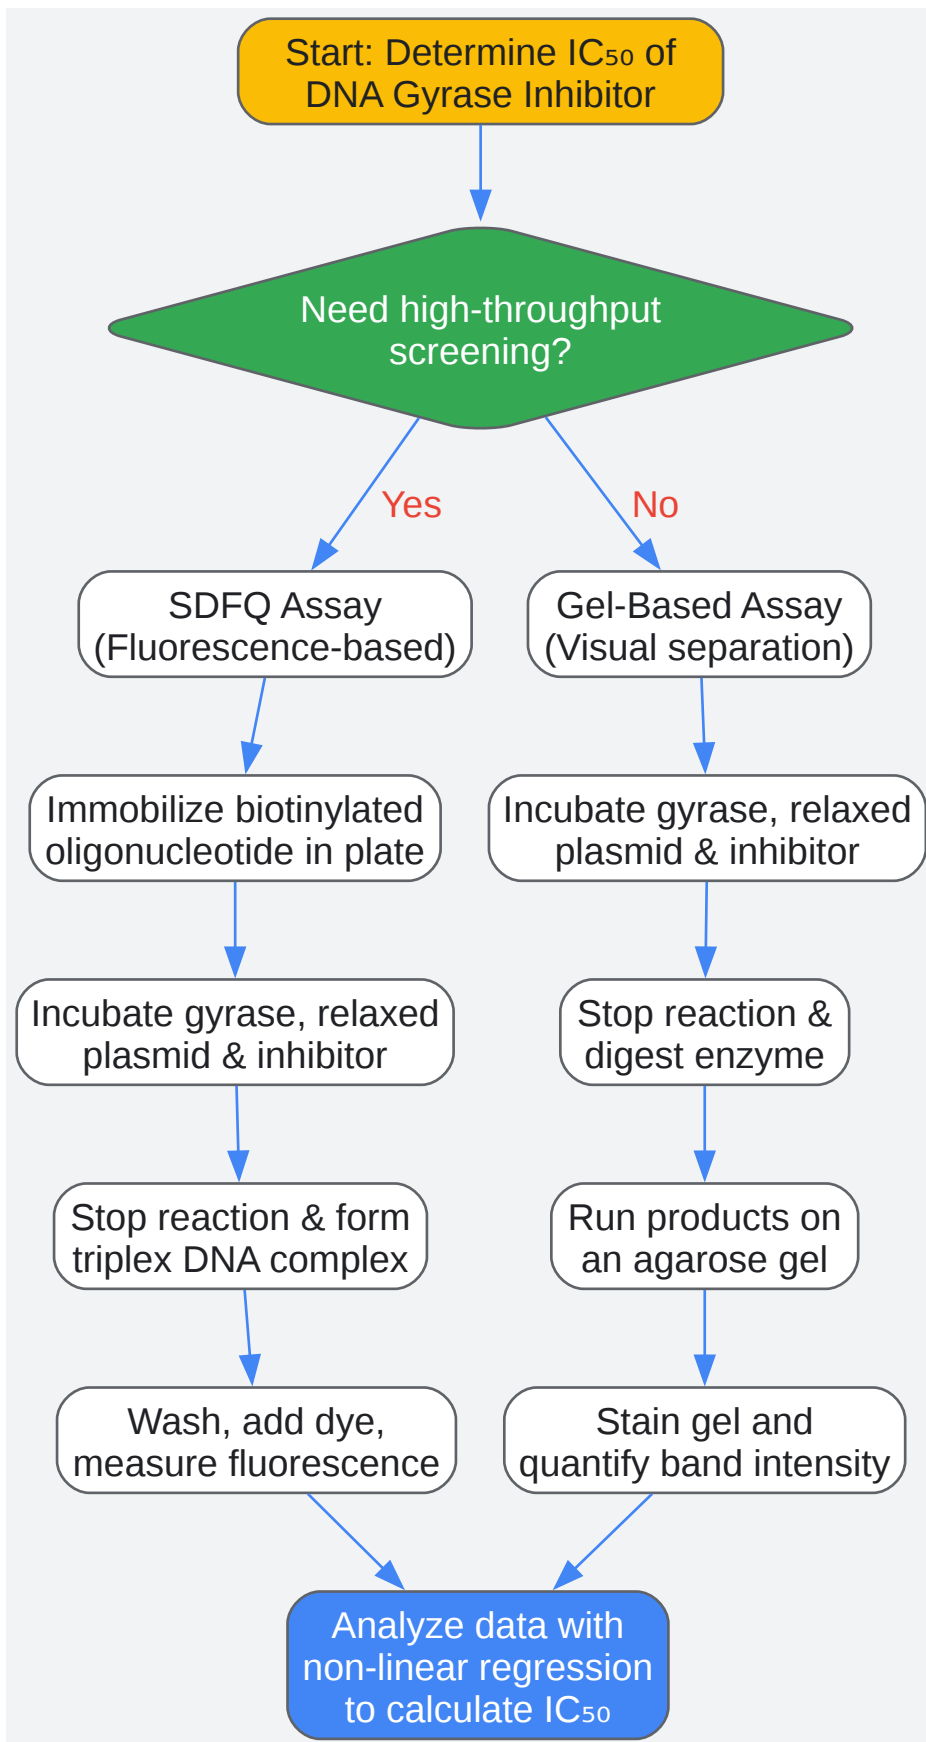 Start: Determine IC₅₀ of
DNA Gyrase Inhibitor
Need high-throughput
screening?
Yes
No
SDFQ Assay
(Fluorescence-based)
Gel-Based Assay
(Visual separation)
Immobilize biotinylated
oligonucleotide in plate
Incubate gyrase, relaxed
plasmid & inhibitor
Incubate gyrase, relaxed
plasmid & inhibitor
Stop reaction &
digest enzyme
Stop reaction & form
triplex DNA complex
Run products on
an agarose gel
Wash, add dye,
measure fluorescence
Stain gel and
quantify band intensity
Analyze data with
non-linear regression
to calculate IC₅₀